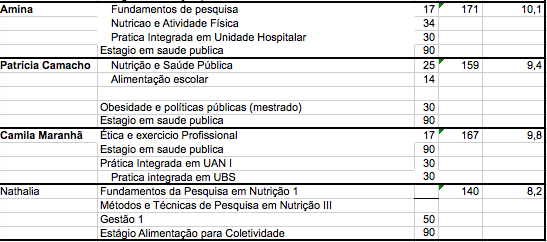 Amina Fundamentos de pesquisa 17 171 10,1
Nutricao e Atividade Física 34
Pratica Integrada em Unidade Hospitalar 30
Estagio em saude publica 90
Patrícia Camacho Nutrição e Saúde Pública 25 159 9,4
Alimentação escolar 14
Obesidade e políticas públicas (mestrado) 30
Estagio em saude publica 90
Camila Maranhã Ética e exercicio Profissional 17 167 9,8
Estagio em saude publica 90
Prática Integrada em UAN I 30
Pratica integrada em UBS 30
Nathalia Fundamentos da Pesquisa em Nutrição 1 140 8,2
Métodos e Técnicas de Pesquisa em Nutrição III
Gestão 1 50
Estágio Alimentação para Coletividade 90